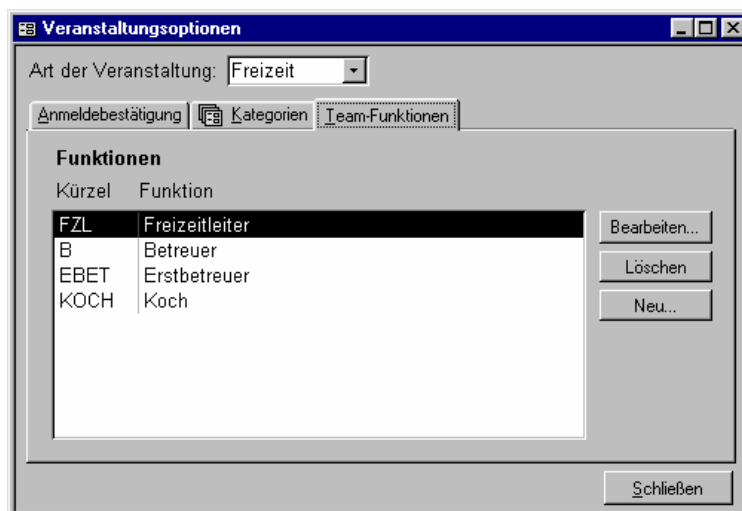 Veranstaltungsoptionen
Art der Veranstaltung: Freizeit
Anmeldebestätigung Kategorien Team-Funktionen
Funktionen
Kürzel Funktion
FZL Freizeitleiter
B Betreuer
EBET Erstbetreuer
KOCH Koch
Bearbeiten...
Löschen
Neu...
Schließen